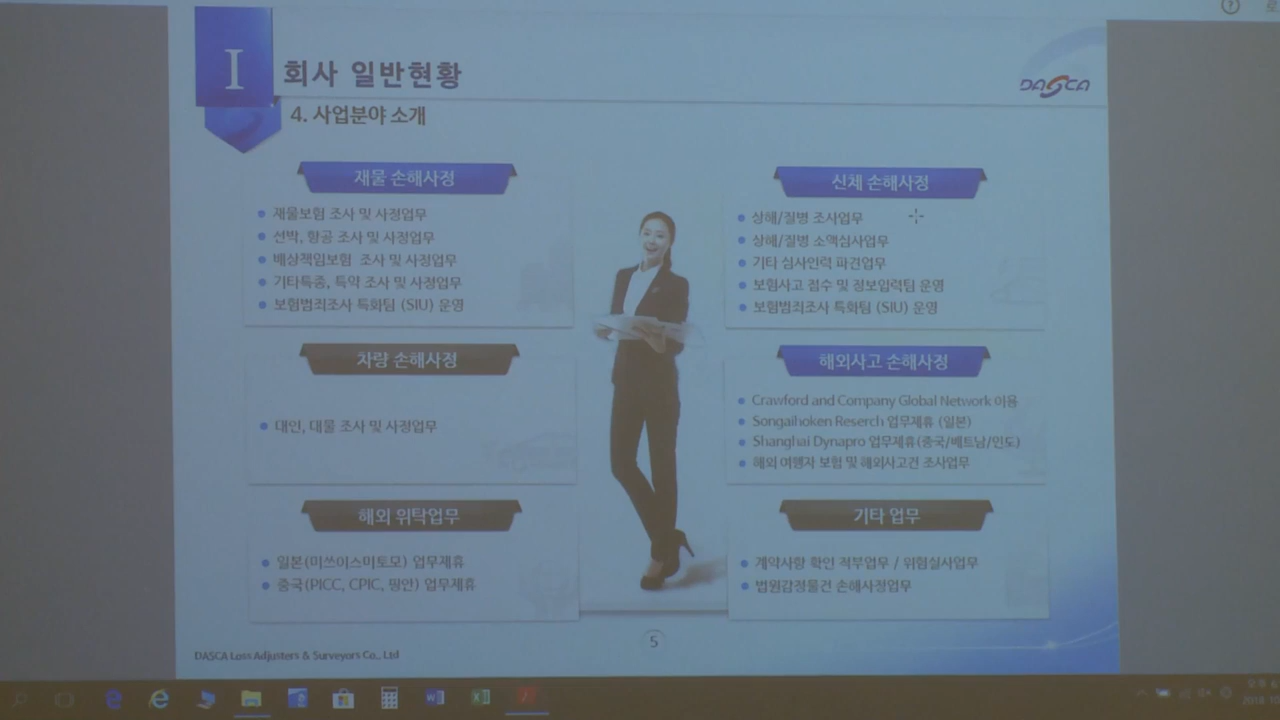 I 회사 일반현황
DASCA
4. 사업분야 소개
재물 손해사정
재물보험 조사 및 사정업무
선박, 항공 조사 및 사정업무
배상책임보험 조사 및 사정업무
기타특종, 특약 조사 및 사정업무
보험범죄조사 특화팀 (SIU) 운영
신체 손해사정
상해/질병 조사업무
상해/질병 소액심사업무
기타 심사인력 파견업무
보험사고 접수 및 정보입력팀 운영
보험범죄조사 특화팀 (SIU) 운영
차량 손해사정
대인, 대물 조사 및 사정업무
해외사고 손해사정
Crawford and Company Global Network 이용
Songaihoken Reserch 업무제휴 (일본)
Shanghai Dynapro 업무제휴(중국/베트남/인도)
해외 여행자 보험 및 해외사고건 조사업무
해외 위탁업무
일본(미쓰이스미토모) 업무제휴
중국(PICC, CPIC, 핑안) 업무제휴
기타 업무
계약사항 확인 적부업무 / 위험실사업무
법원감정물건 손해사정업무
5
DASCA Loss Adjusters & Surveyors Co., Ltd